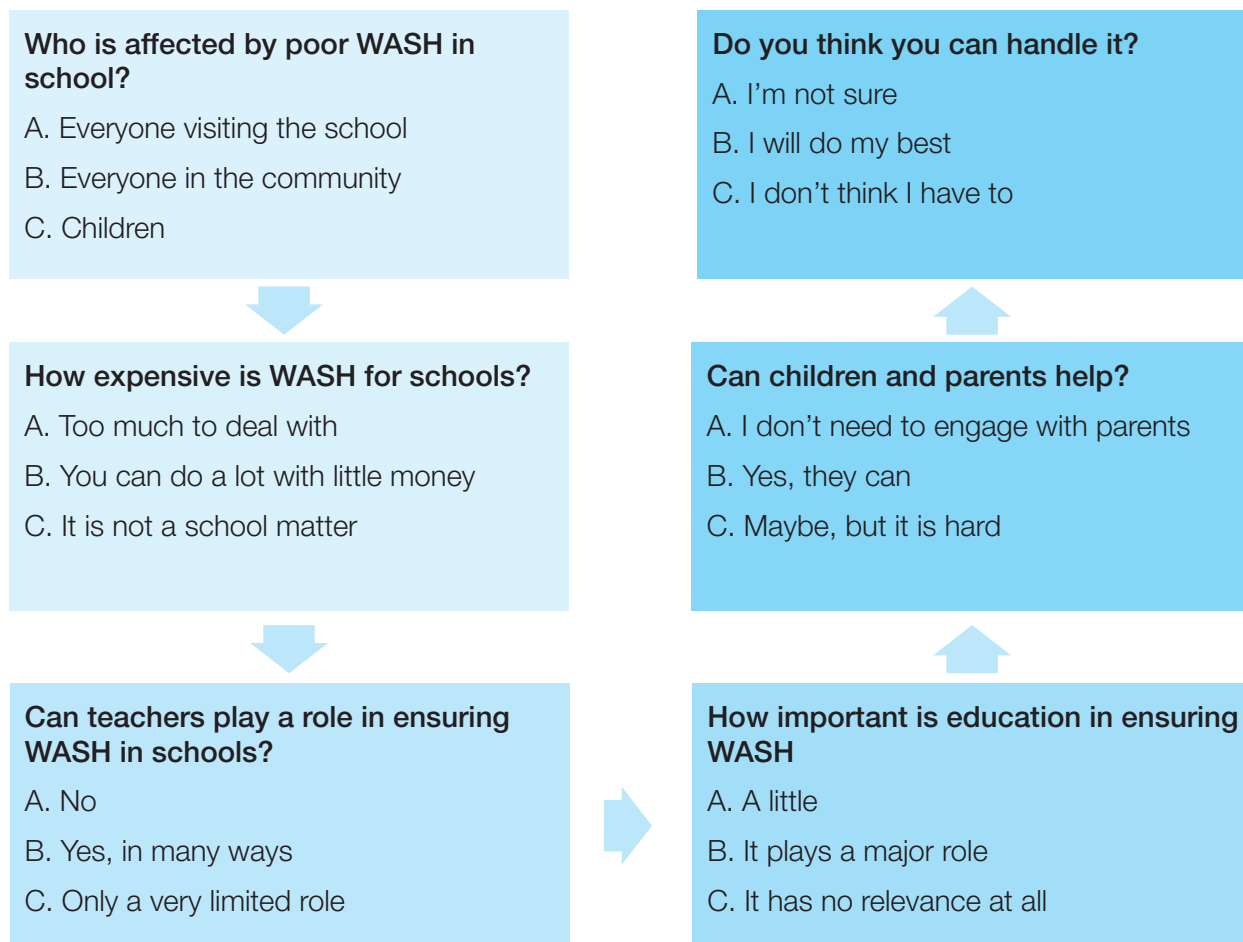 Who is affected by poor WASH in
school?
A. Everyone visiting the school
B. Everyone in the community
C. Children
How expensive is WASH for schools?
A. Too much to deal with
B. You can do a lot with little money
C. It is not a school matter
Can teachers play a role in ensuring
WASH in schools?
A. No
B. Yes, in many ways
C. Only a very limited role
How important is education in ensuring
WASH
A. A little
B. It plays a major role
C. It has no relevance at all
Can children and parents help?
A. I don’t need to engage with parents
B. Yes, they can
C. Maybe, but it is hard
Do you think you can handle it?
A. I’m not sure
B. I will do my best
C. I don’t think I have to